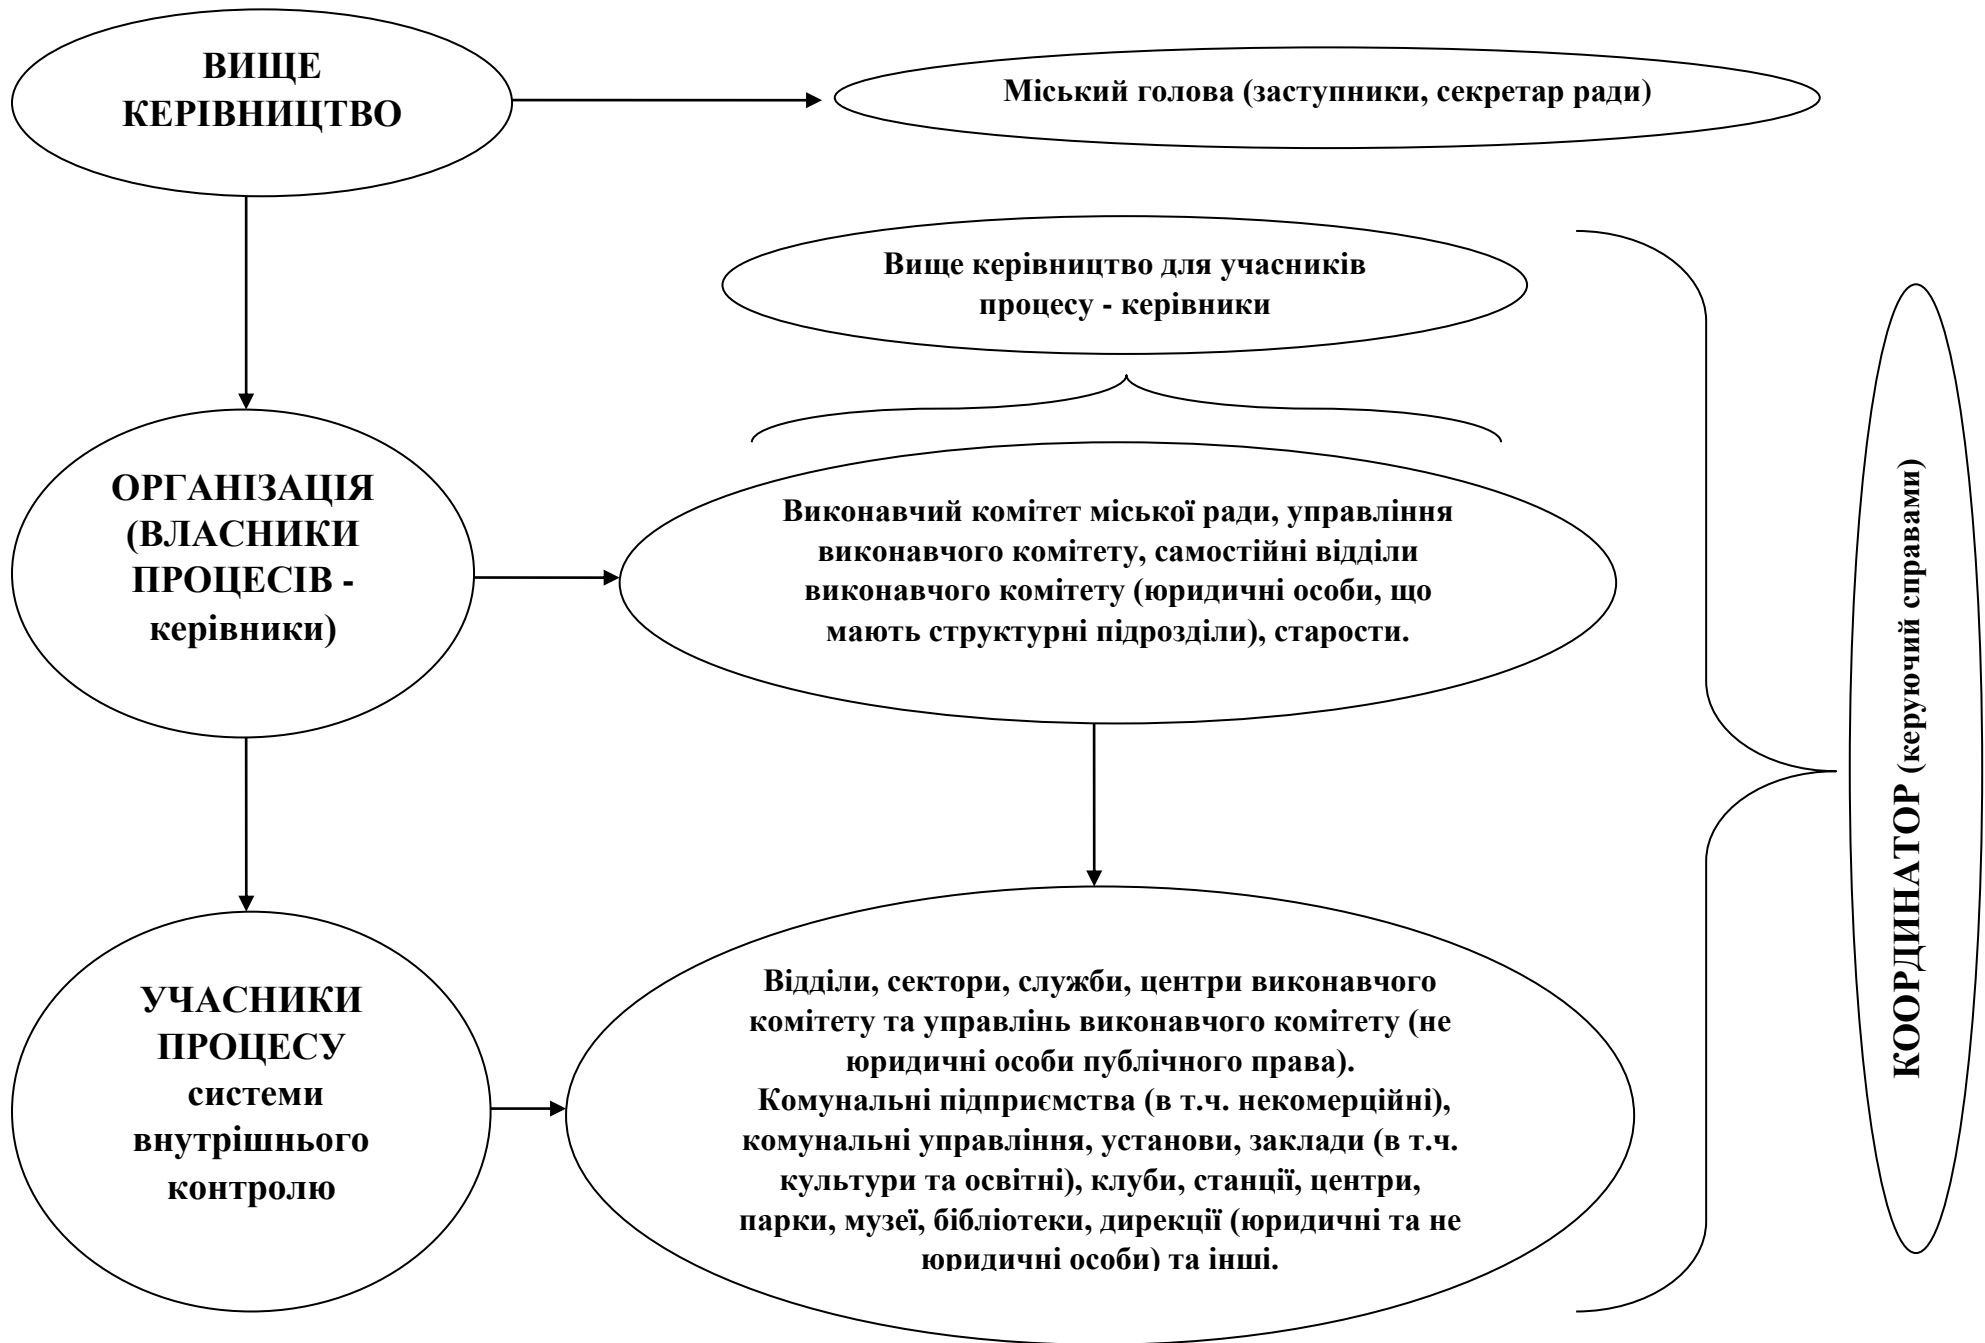 ВИЩЕ
КЕРІВНИЦТВО
Міський голова (заступники, секретар ради)
Вище керівництво для учасників
процесу - керівники
ОРГАНІЗАЦІЯ
(ВЛАСНИКИ
ПРОЦЕСІВ -
керівники)
Виконавчий комітет міської ради, управління
виконавчого комітету, самостійні відділи
виконавчого комітету (юридичні особи, що
мають структурні підрозділи), старости.
УЧАСНИКИ
ПРОЦЕСУ
системи
внутрішнього
контролю
Відділи, сектори, служби, центри виконавчого
комітету та управлінь виконавчого комітету (не
юридичні особи публічного права).
Комунальні підприємства (в т.ч. некомерційні),
комунальні управління, установи, заклади (в т.ч.
культури та освітні), клуби, станції, центри,
парки, музеї, бібліотеки, дирекції (юридичні та не
юридичні особи) та інші.
КООРДИНАТОР (керуючий справами)